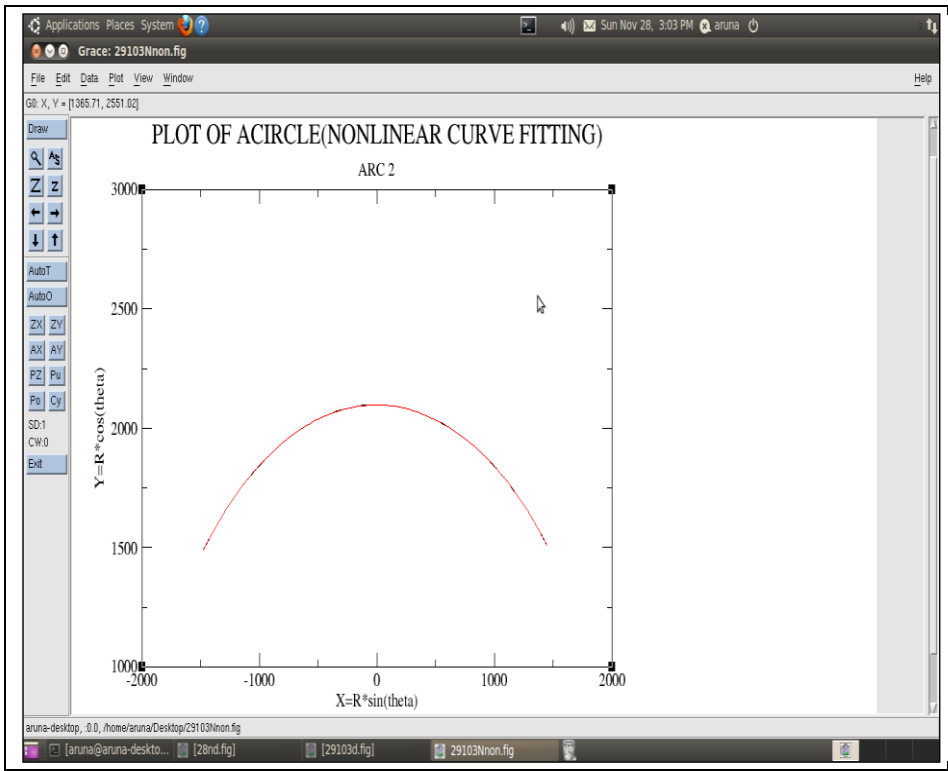 Applications Places System Sun Nov 28, 3:03 PM aruna
Grace: 29103Nnon.fig
File Edit Data Plot View Window Help
G0: X, Y = [1365.71, 2551.02]
Draw
PLOT OF ACIRCLE(NONLINEAR CURVE FITTING)
ARC 2
AS
Z z
AutoT
AutoO
ZX ZY
AX AY
PZ Pu
Po Cy
SD:1
CW:0
Exit
3000
2500
2000
1500
1000
Y=R*cos(theta)
-2000 -1000 0 1000 2000
X=R*sin(theta)
aruna-desktop, :0.0, /home/aruna/Desktop/29103Nnon.fig
[aruna@aruna-deskto... [28nd.fig] [29103d.fig] 29103Nnon.fig